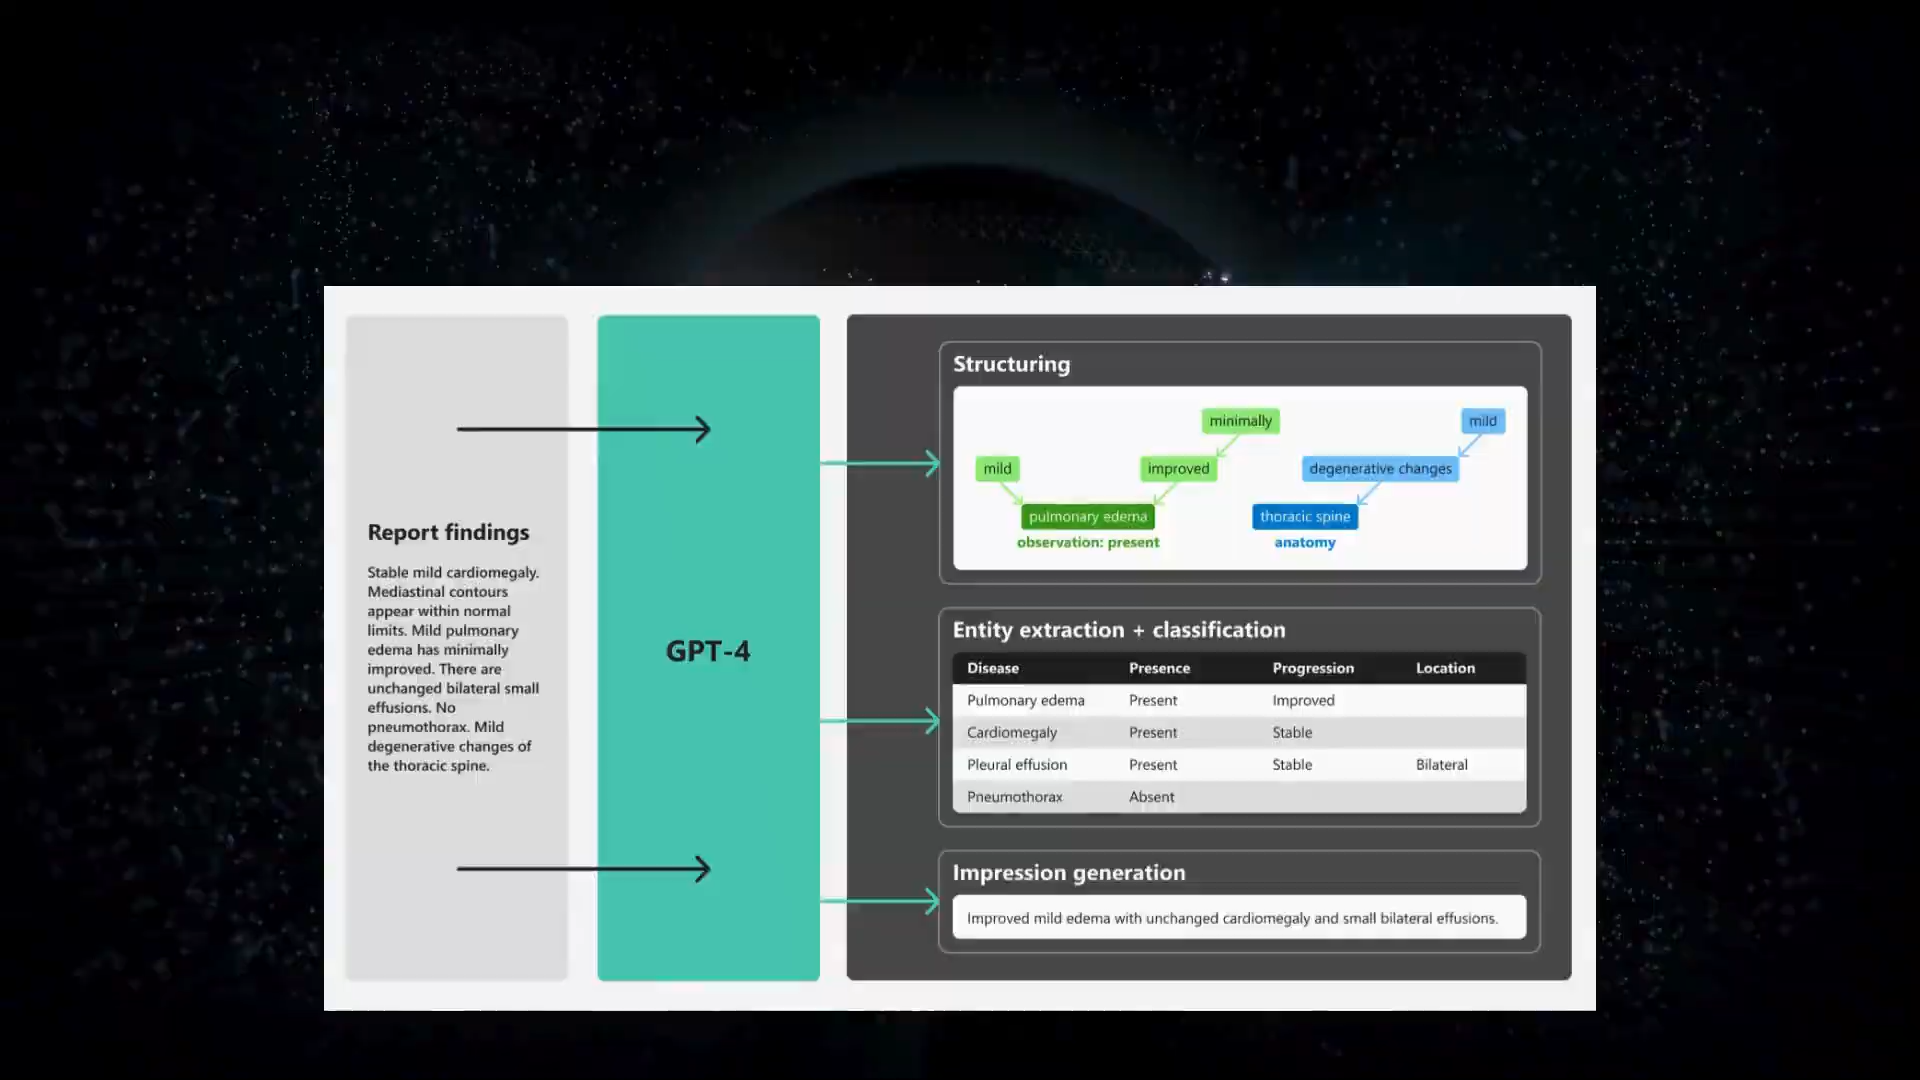 Report findings
Stable mild cardiomegaly.
Mediastinal contours
appear within normal
limits. Mild pulmonary
edema has minimally
improved. There are
unchanged bilateral small
effusions. No
pneumothorax. Mild
degenerative changes of
the thoracic spine.
GPT-4
Structuring
minimally
mild
mild
improved
degenerative changes
pulmonary edema
thoracic spine
observation: present
anatomy
Entity extraction + classification
Disease Presence Progression Location
Pulmonary edema Present Improved
Cardiomegaly Present Stable
Pleural effusion Present Stable Bilateral
Pneumothorax Absent
Impression generation
Improved mild edema with unchanged cardiomegaly and small bilateral effusions.